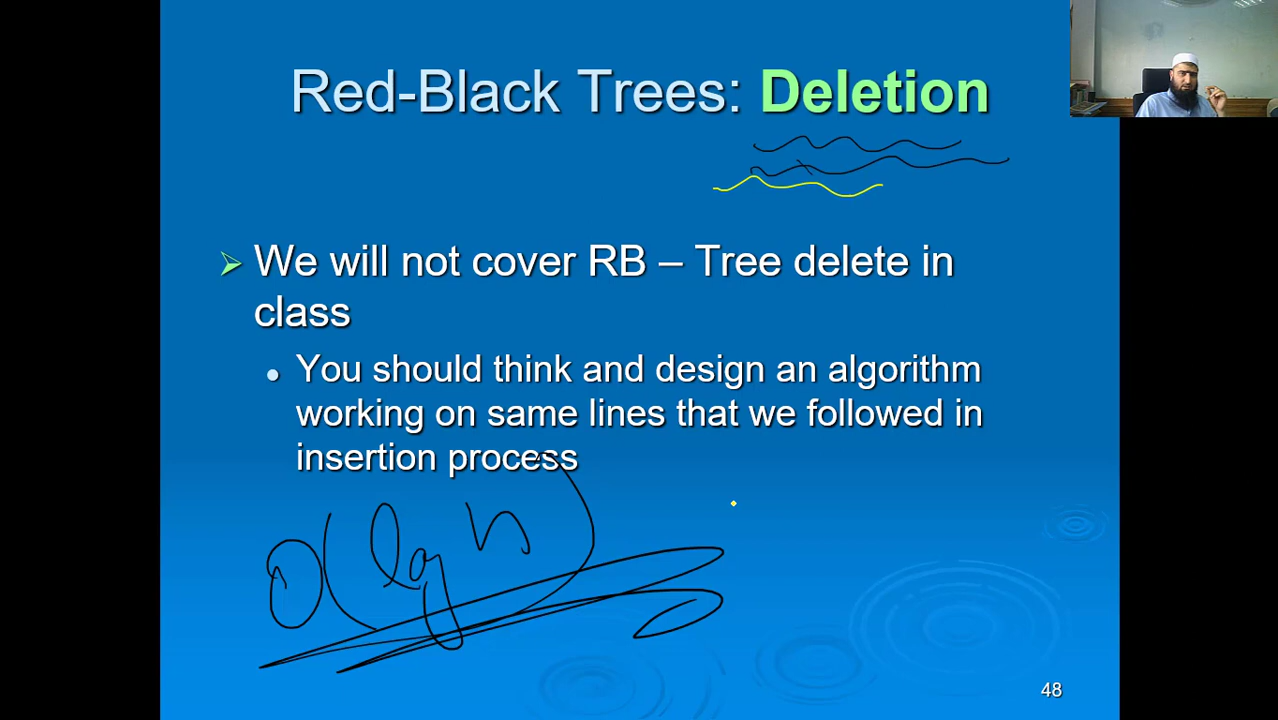 Red-Black Trees: Deletion
We will not cover RB – Tree delete in
class
You should think and design an algorithm
working on same lines that we followed in
insertion process
O(lg n)
48